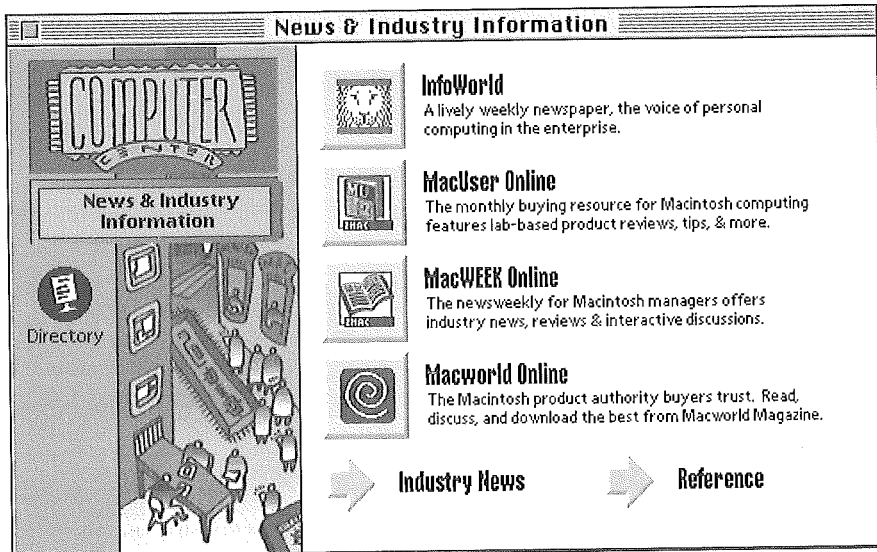 News & Industry Information
COMPUTER
CENTER
News & Industry
Information
Directory
InfoWorld
A lively weekly newspaper, the voice of personal
computing in the enterprise.
MacUser Online
The monthly buying resource for Macintosh computing
features lab-based product reviews, tips, & more.
MacWEEK Online
The newsweekly for Macintosh managers offers
industry news, reviews & interactive discussions.
Macworld Online
The Macintosh product authority buyers trust. Read,
discuss, and download the best from Macworld Magazine.
Industry News
Reference